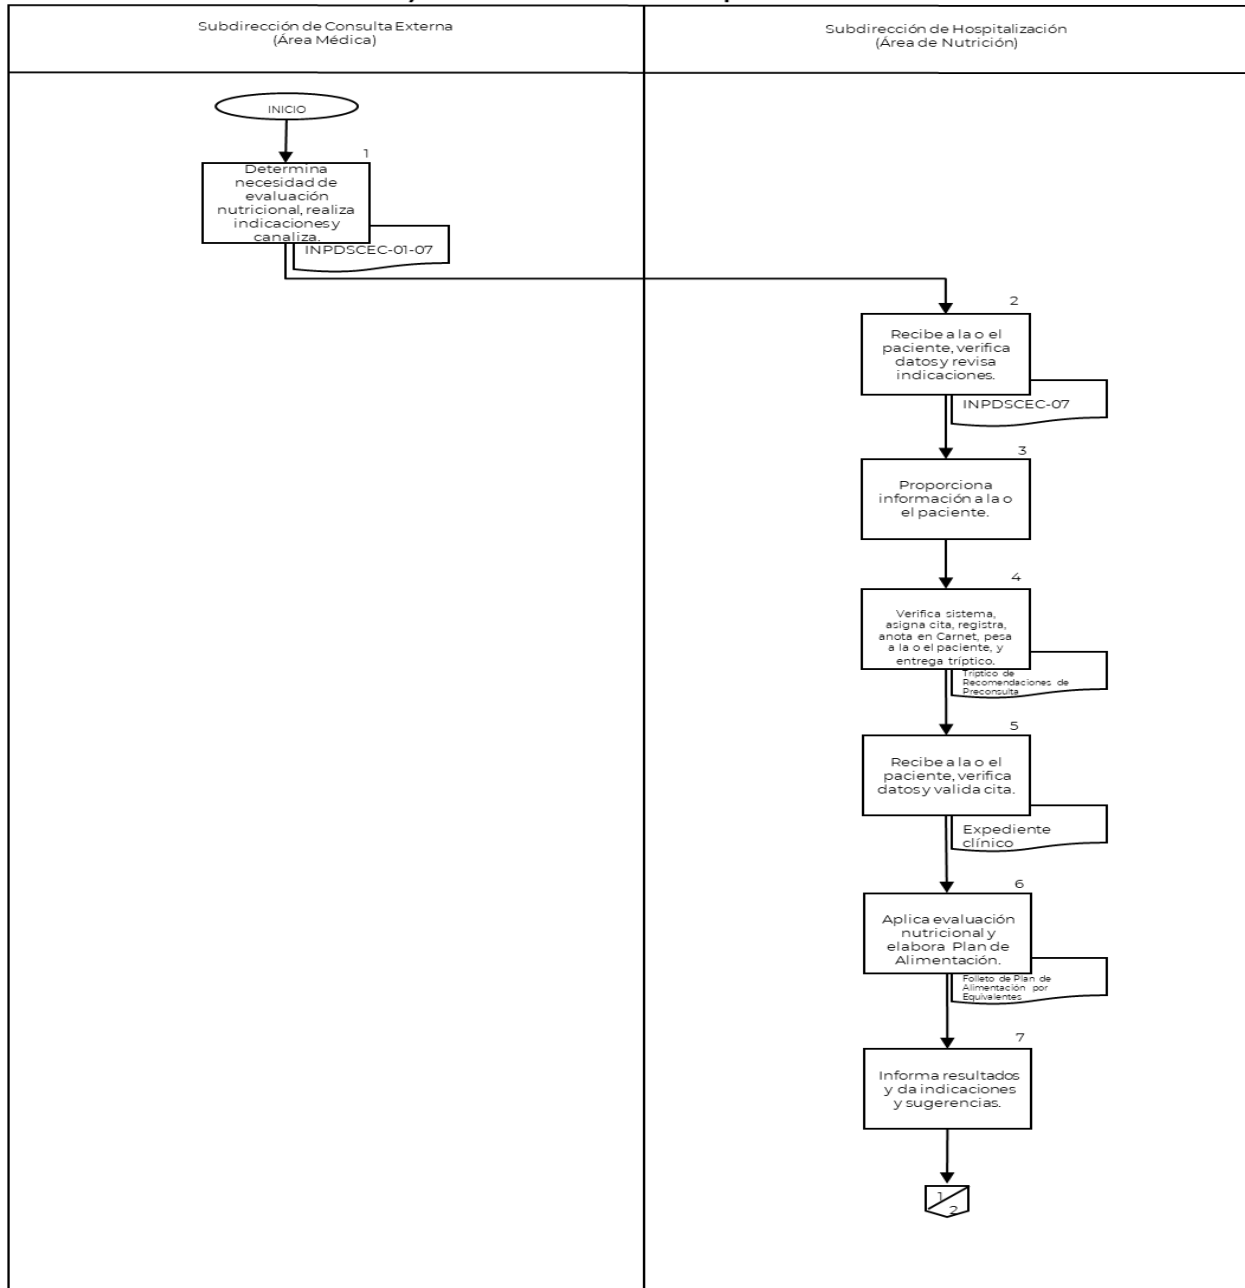 Subdirección de Consulta Externa
(Área Médica)
Subdirección de Hospitalización
(Área de Nutrición)
INICIO
1
Determina
necesidad de
evaluación
nutricional, realiza
indicaciones y
canaliza.
INPDSCEC-01-07
2
Recibe a la o el
paciente, verifica
datos y revisa
indicaciones.
INPDSCEC-07
3
Proporciona
información a la o
el paciente.
4
Verifica sistema,
asigna cita, registra,
anota en Carnet, pesa
a la o el paciente, y
entrega tríptico.
Tríptico de
Recomendaciones de
Preconsulta
5
Recibe a la o el
paciente, verifica
datos y valida cita.
Expediente
clínico
6
Aplica evaluación
nutricional y
elabora Plan de
Alimentación.
Folleto de Plan de
Alimentación por
Equivalentes
7
Informa resultados
y da indicaciones
y sugerencias.
1
2